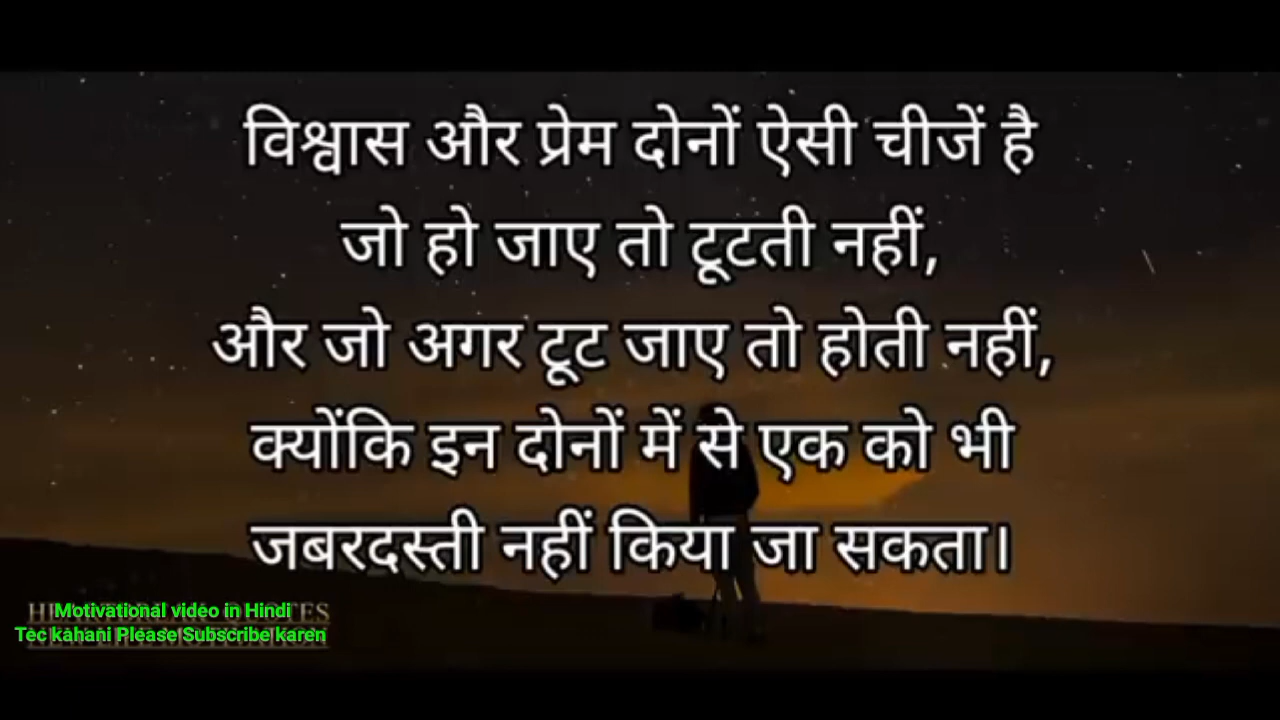 विश्वास और प्रेम दोनों ऐसी चीजें है
जो हो जाए तो टूटती नहीं,
और जो अगर टूट जाए तो होती नहीं,
क्योंकि इन दोनों में से एक को भी
जबरदस्ती नहीं किया जा सकता।
Motivational video in Hindi
Tec kahani Please Subscribe karen